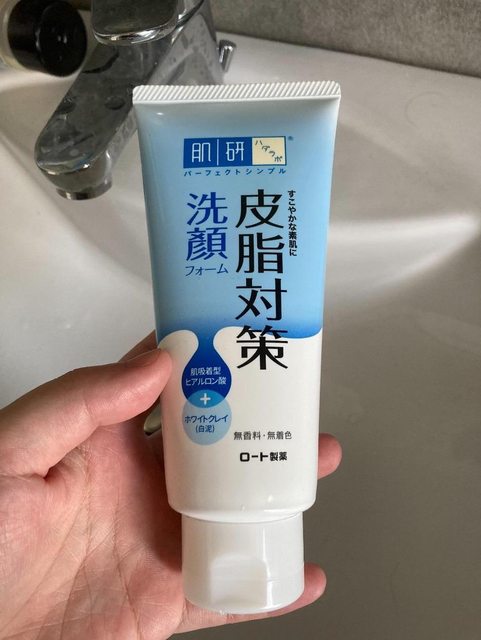 肌研
ハダラボ
®
パーフェクトシンプル
すこやかな素肌に
皮脂対策
洗顔
フォーム
肌吸着型
ヒアルロン酸
+
ホワイトクレイ
(白泥)
無香料・無着色
ロート製薬